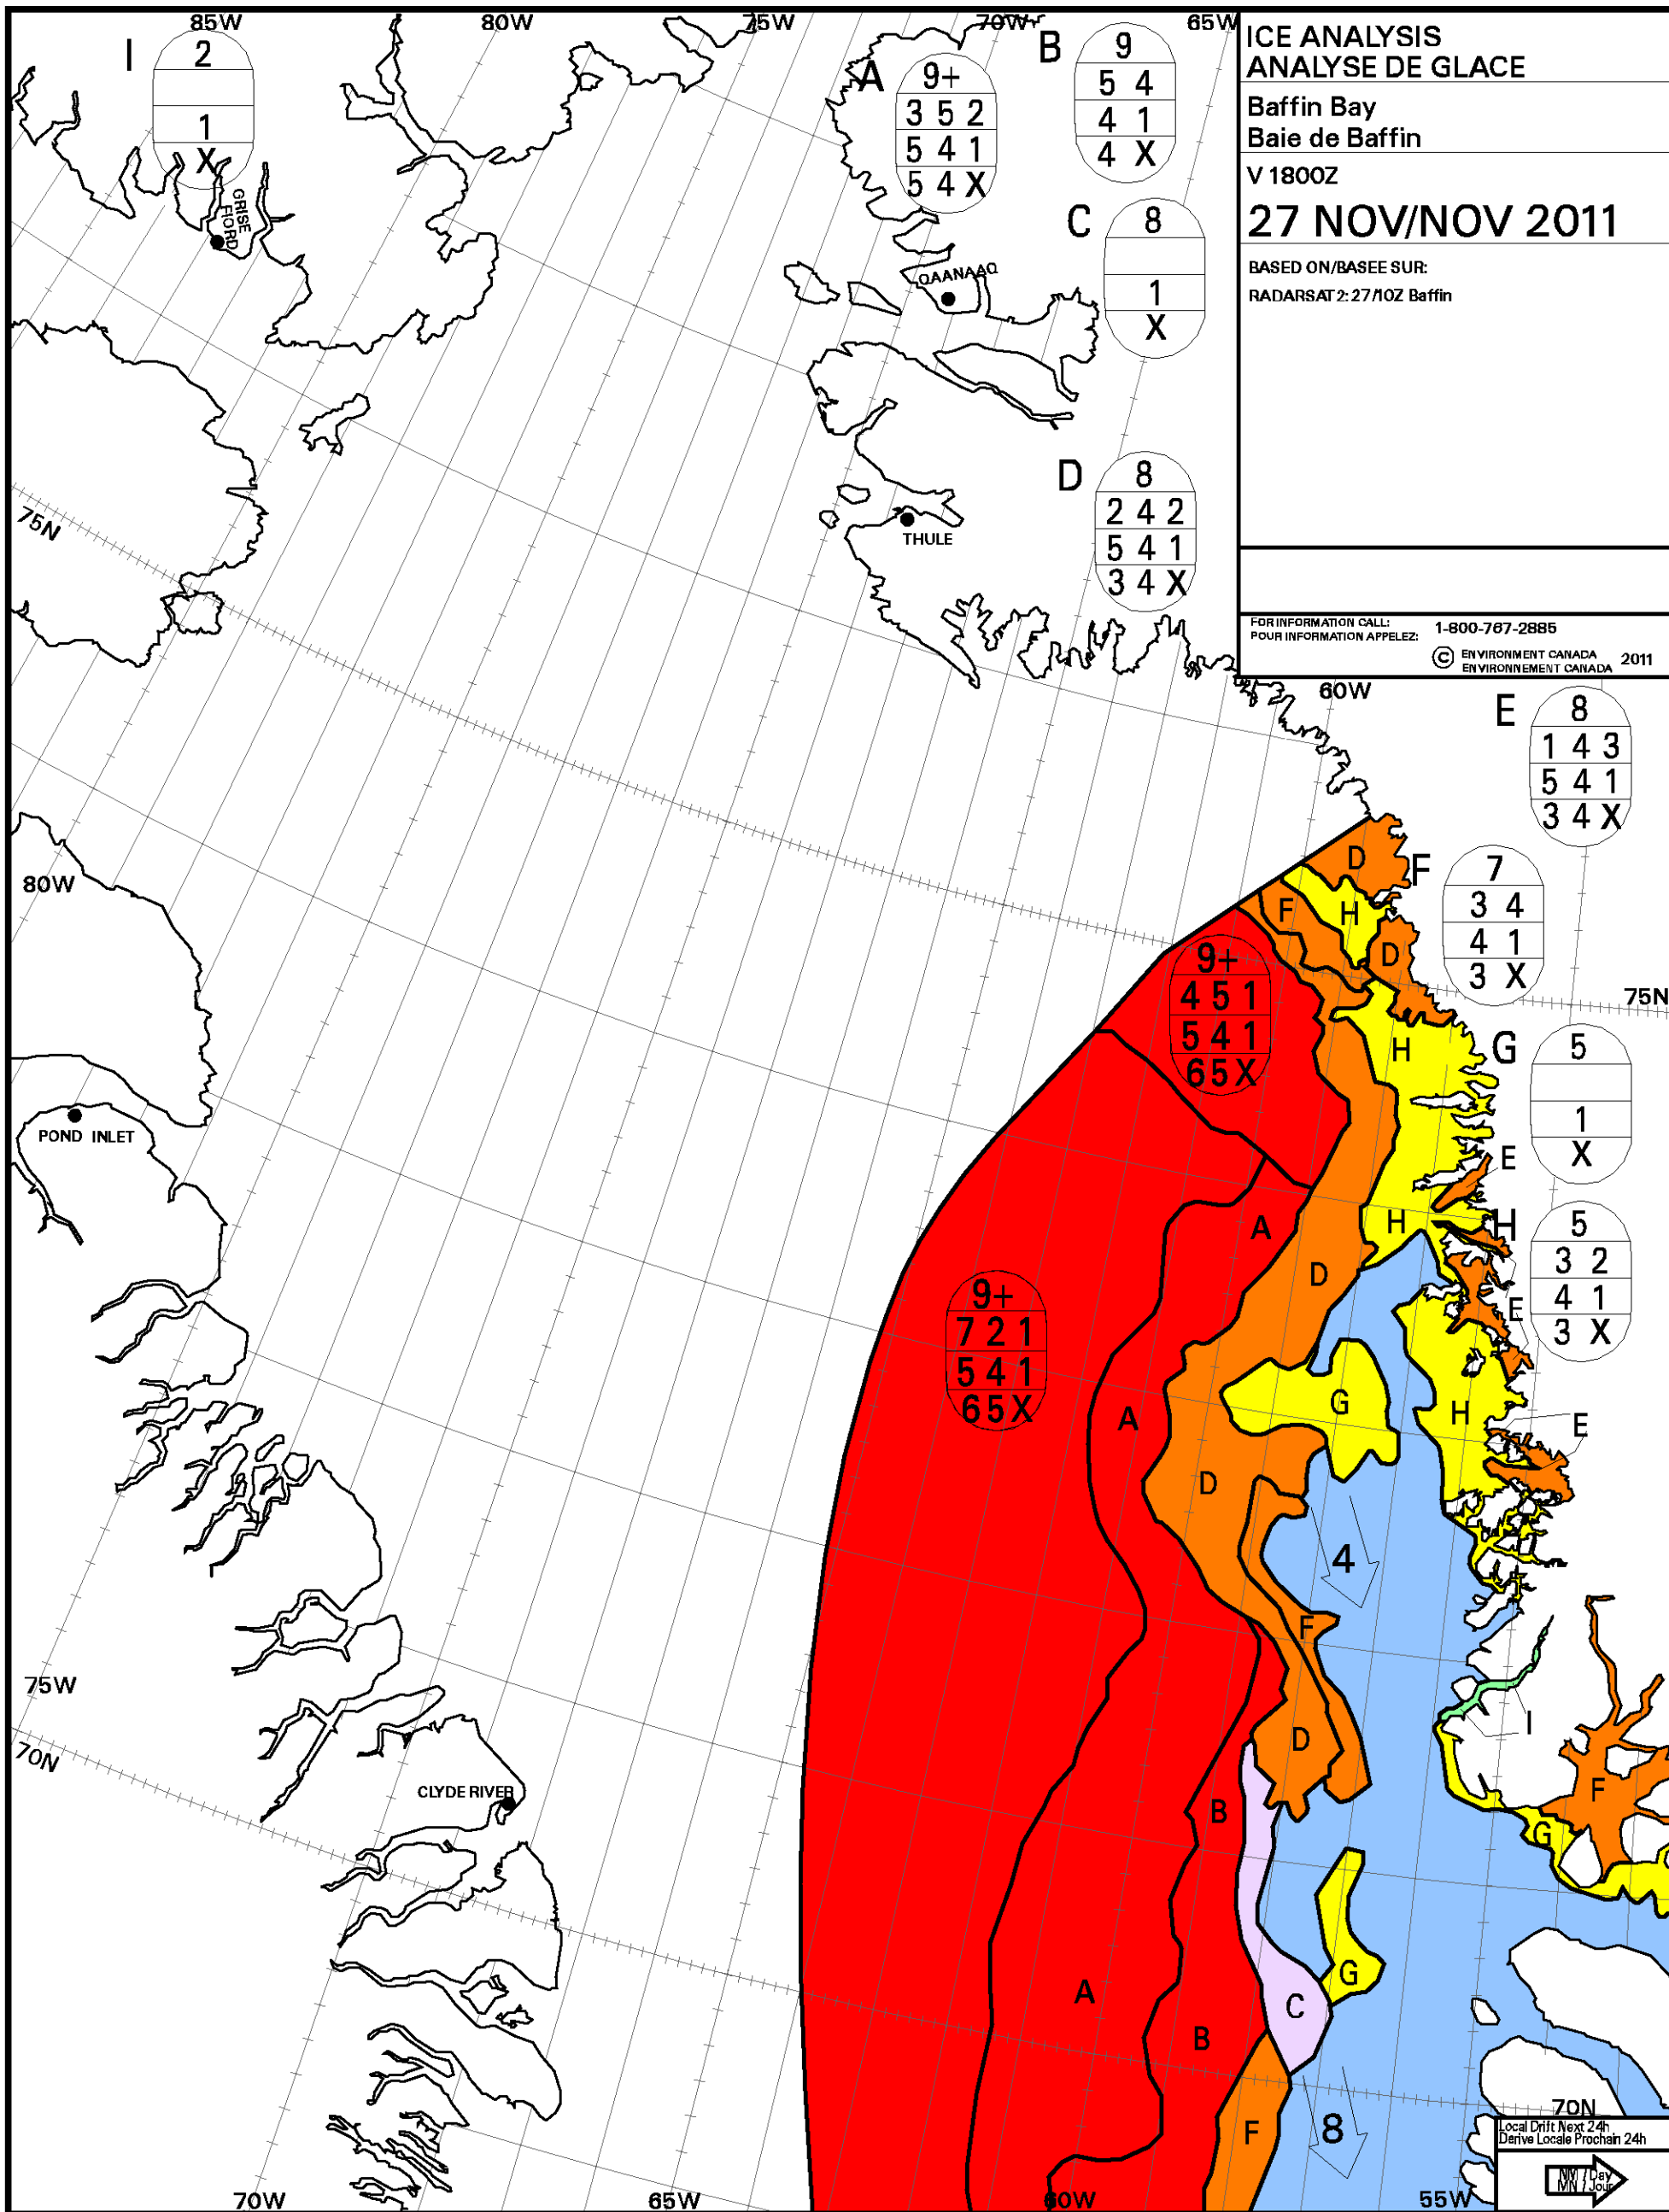 85W
80W
75W
70W
65W
I
2
1
X
A
9+
3 5 2
5 4 1
5 4 X
B
9
5 4
4 1
4 X
C
8
1
X
D
8
2 4 2
5 4 1
3 4 X
ICE ANALYSIS
ANALYSE DE GLACE
Baffin Bay
Baie de Baffin
V 1800Z
27 NOV/NOV 2011
BASED ON/BASEE SUR:
RADARSAT 2: 27/10Z Baffin
FOR INFORMATION CALL:
POUR INFORMATION APPELEZ:
1-800-767-2885
© ENVIRONMENT CANADA
ENVIRONNEMENT CANADA
2011
GRISE
FIORD
QAANAAQ
THULE
75N
60W
E
8
1 4 3
5 4 1
3 4 X
F
7
3 4
4 1
3 X
80W
D
F
H
D
75N
9+
4 5 1
5 4 1
6 5 X
H
G
5
1
X
POND INLET
E
H
5
3 2
4 1
3 X
A
H
D
9+
7 2 1
5 4 1
6 5 X
E
A
G
H
E
D
4
F
75W
I
D
70N
CLYDE RIVER
F
B
G
G
A
C
B
70N
F
8
Local Drift Next 24h
Derive Locale Prochain 24h
NM / Day
MN / Jour
70W
65W
60W
55W